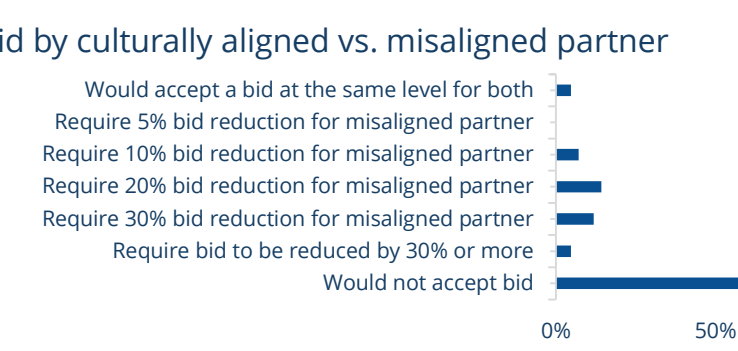 id by culturally aligned vs. misaligned partner
Would accept a bid at the same level for both
Require 5% bid reduction for misaligned partner
Require 10% bid reduction for misaligned partner
Require 20% bid reduction for misaligned partner
Require 30% bid reduction for misaligned partner
Require bid to be reduced by 30% or more
Would not accept bid
0% 50%